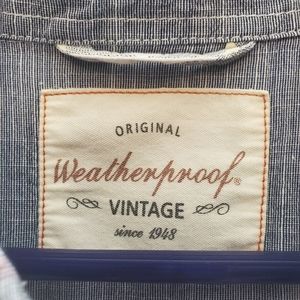 ORIGINAL
Weatherproof®
VINTAGE
since 1948